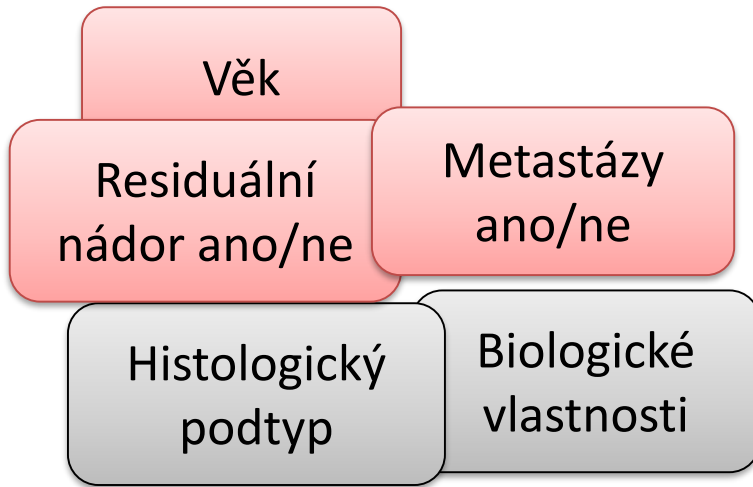 Věk
Residuální
nádor ano/ne
Metastázy
ano/ne
Histologický
podtyp
Biologické
vlastnosti